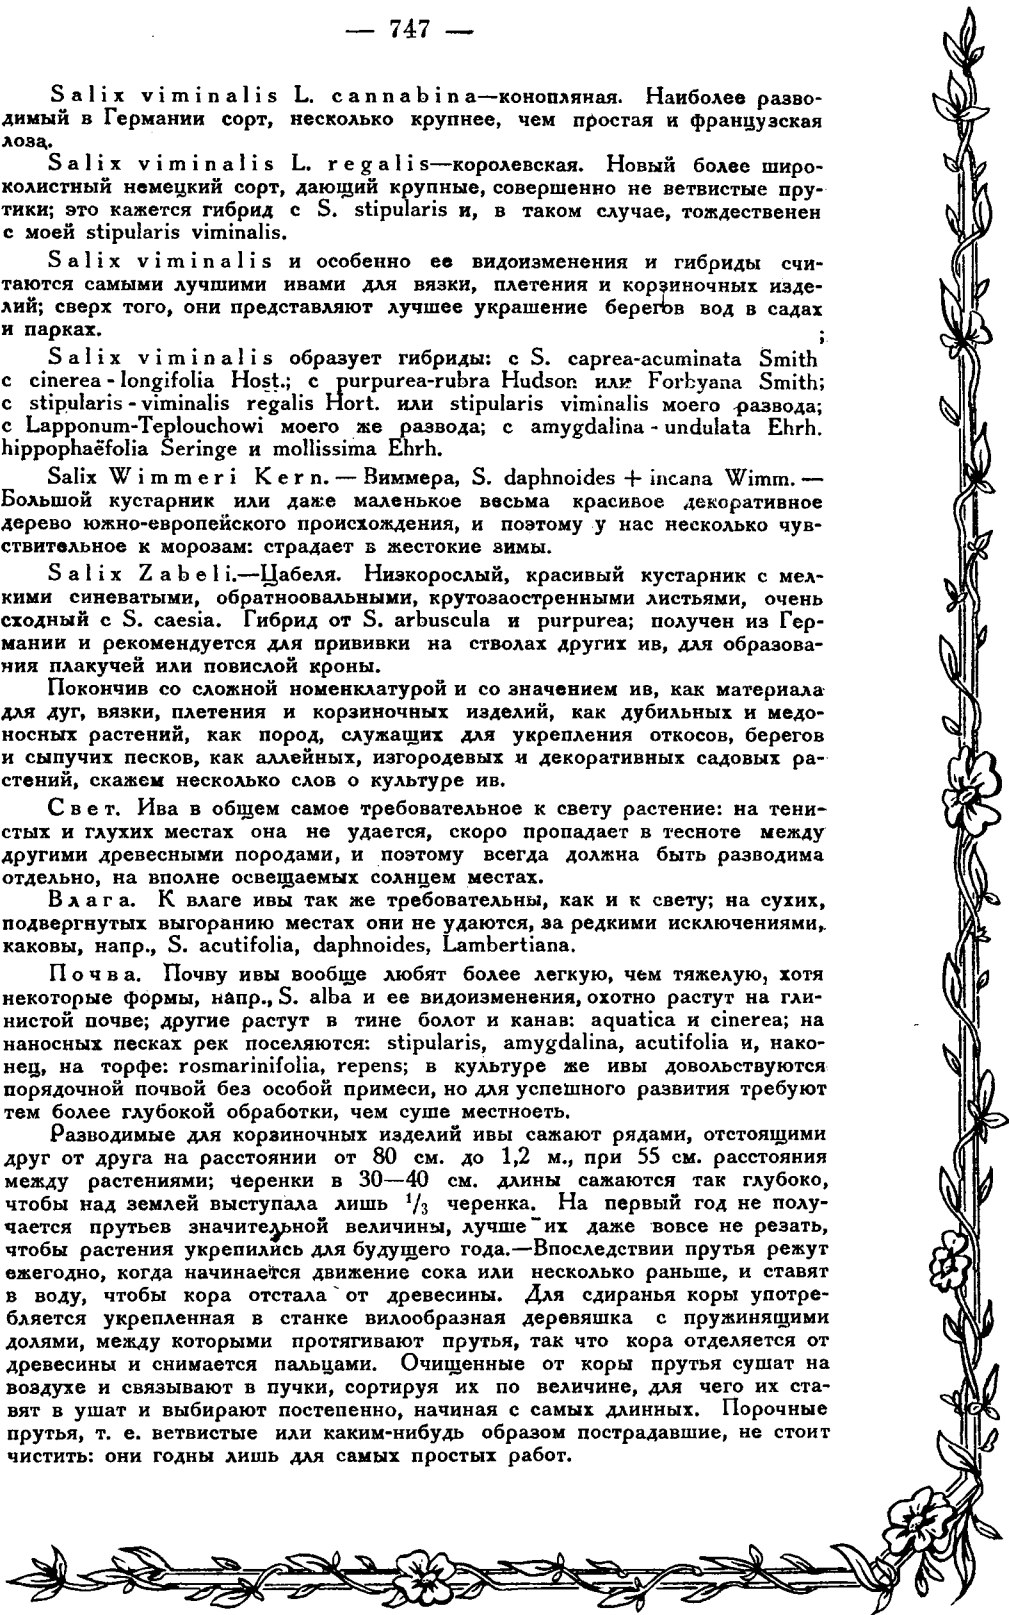 — 747 —
Salix viminalis L. cannabina—конопляная. Наиболее разво-
димый в Германии сорт, несколько крупнее, чем простая и французская
лоза.
Salix viminalis L. regalis—королевская. Новый более широ-
колистный немецкий сорт, дающий крупные, совершенно не ветвистые пру-
тики; это кажется гибрид с S. stipularis и, в таком случае, тождественен
с моей stipularis viminalis.
Salix viminalis и особенно ее видоизменения и гибриды счи-
таются самыми лучшими ивами для вязки, плетения и корзиночных изде-
лий; сверх того, они представляют лучшее украшение берегов вод в садах
и парках.
Salix viminalis образует гибриды: с S. caprea-acuminata Smith;
с cinerea - longifolia Host.; с purpurea-rubra Hudson или Forbyana Smith;
с stipularis - viminalis regalis Hort. или stipularis viminalis моего развода;
с Lapponum-Teplouchowi моего же развода; с amygdalina - undulata Ehrh.
hippophaëfolia Seringe и mollissima Ehrh.
Salix Wimmeri Kern. — Виммера, S. daphnoides + incana Wimm. —
Большой кустарник или даже маленькое весьма красивое декоративное
дерево южно-европейского происхождения, и поэтому у нас несколько чув-
ствительное к морозам: страдает в жестокие зимы.
Salix Zabeli.—Цабеля. Низкорослый, красивый кустарник с мел-
кими синеватыми, обратноовальными, крутозаостренными листьями, очень
сходный с S. caesia. Гибрид от S. arbuscula и purpurea; получен из Гер-
мании и рекомендуется для прививки на стволах других ив, для образова-
ния плакучей или повислой кроны.
Покончив со сложной номенклатурой и со значением ив, как материала
для дуг, вязки, плетения и корзиночных изделий, как дубильных и медо-
носных растений, как пород, служащих для укрепления откосов, берегов
и сыпучих песков, как аллейных, изгородевых и декоративных садовых ра-
стений, скажем несколько слов о культуре ив.
Свет. Ива в общем самое требовательное к свету растение: на тени-
стых и глухих местах она не удается, скоро пропадает в тесноте между
другими древесными породами, и поэтому всегда должна быть разводима
отдельно, на вполне освещаемых солнцем местах.
Влага. К влаге ивы так же требовательны, как и к свету; на сухих,
подвергнутых выгоранию местах они не удаются, за редкими исключениями,
каковы, напр., S. acutifolia, daphnoides, Lambertiana.
Почва. Почву ивы вообще любят более легкую, чем тяжелую, хотя
некоторые формы, напр., S. alba и ее видоизменения, охотно растут на гли-
нистой почве; другие растут в тине болот и канав: aquatica и cinerea; на
наносных песках рек поселяются: stipularis, amygdalina, acutifolia и, нако-
нец, на торфе: rosmarinifolia, repens; в культуре же ивы довольствуются
порядочной почвой без особой примеси, но для успешного развития требуют
тем более глубокой обработки, чем суше местноеть.
Разводимые для корзиночных изделий ивы сажают рядами, отстоящими
друг от друга на расстоянии от 80 см. до 1,2 м., при 55 см. расстояния
между растениями; черенки в 30—40 см. длины сажаются так глубоко,
чтобы над землей выступала лишь 1/3 черенка. На первый год не полу-
чается прутьев значительной величины, лучше их даже вовсе не резать,
чтобы растения укрепились для будущего года.—Впоследствии прутья режут
ежегодно, когда начинается движение сока или несколько раньше, и ставят
в воду, чтобы кора отстала от древесины. Для сдиранья коры употре-
бляется укрепленная в станке вилообразная деревяшка с пружинящими
долями, между которыми протягивают прутья, так что кора отделяется от
древесины и снимается пальцами. Очищенные от коры прутья сушат на
воздухе и связывают в пучки, сортируя их по величине, для чего их ста-
вят в ушат и выбирают постепенно, начиная с самых длинных. Порочные
прутья, т. е. ветвистые или каким-нибудь образом пострадавшие, не стоит
чистить: они годны лишь для самых простых работ.